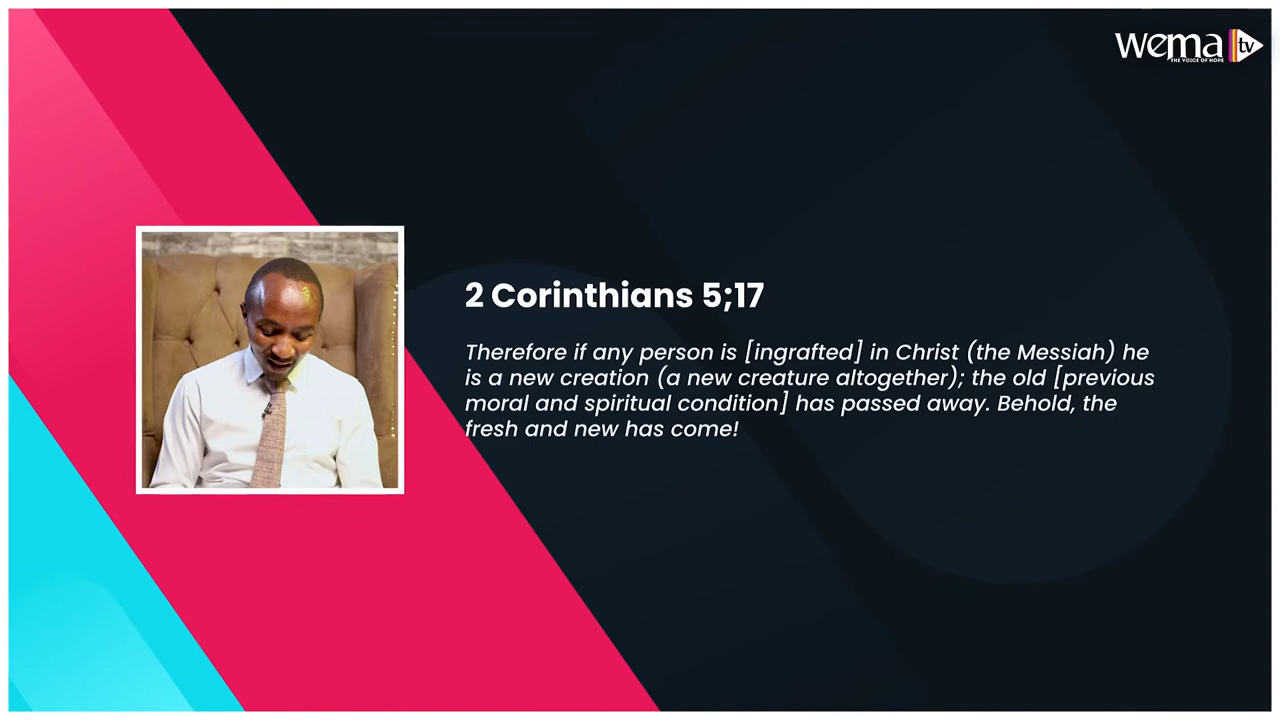 wema tv
THE VOICE OF HOPE
2 Corinthians 5;17
Therefore if any person is [ingrafted] in Christ (the Messiah) he
is a new creation (a new creature altogether); the old [previous
moral and spiritual condition] has passed away. Behold, the
fresh and new has come!